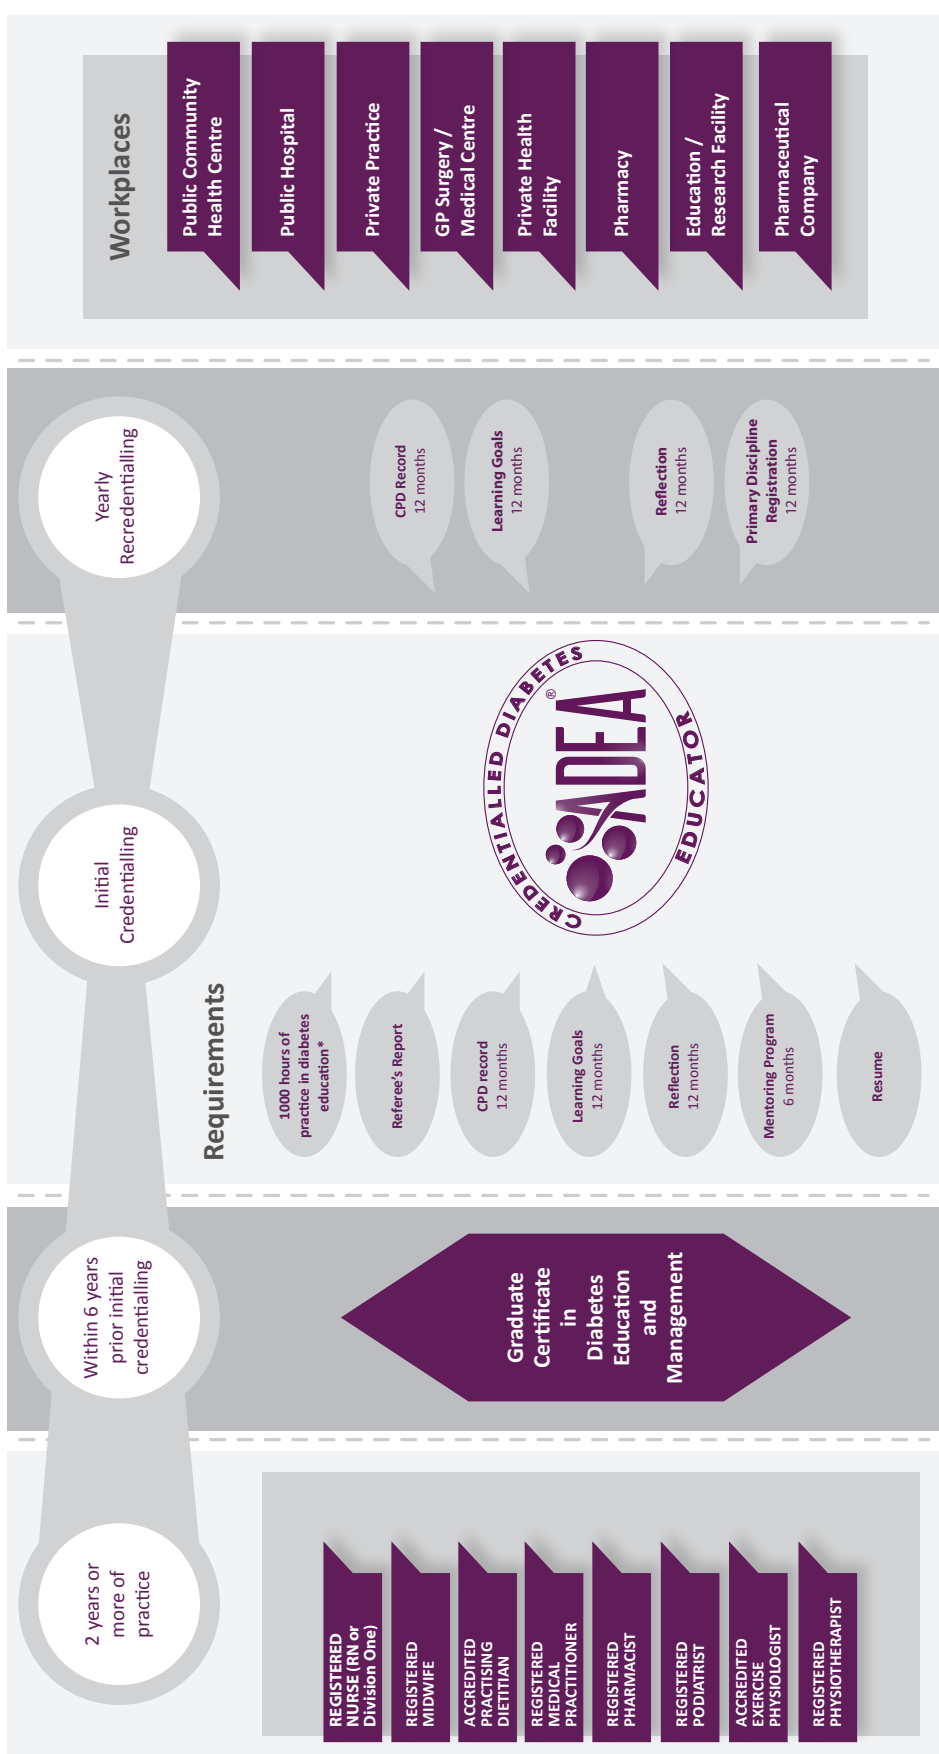 2 years or
more of
practice
Within 6 years
prior initial
credentialling
Initial
Credentialling
Yearly
Recredentialling
REGISTERED
NURSE (RN or
Division One)
REGISTERED
MIDWIFE
ACCREDITED
PRACTISING
DIETITIAN
REGISTERED
MEDICAL
PRACTITIONER
REGISTERED
PHARMACIST
REGISTERED
PODIATRIST
ACCREDITED
EXERCISE
PHYSIOLOGIST
REGISTERED
PHYSIOTHERAPIST
Graduate
Certificate
in
Diabetes
Education
and
Management
Requirements
1000 hours of
practice in diabetes
education*
Referee's Report
CPD record
12 months
Learning Goals
12 months
Reflection
12 months
Mentoring Program
6 months
Resume
CREDENTIALLED DIABETES
ADEA®
EDUCATOR
CPD Record
12 months
Learning Goals
12 months
Reflection
12 months
Primary Discipline
Registration
12 months
Workplaces
Public Community
Health Centre
Public Hospital
Private Practice
GP Surgery /
Medical Centre
Private Health
Facility
Pharmacy
Education /
Research Facility
Pharmaceutical
Company